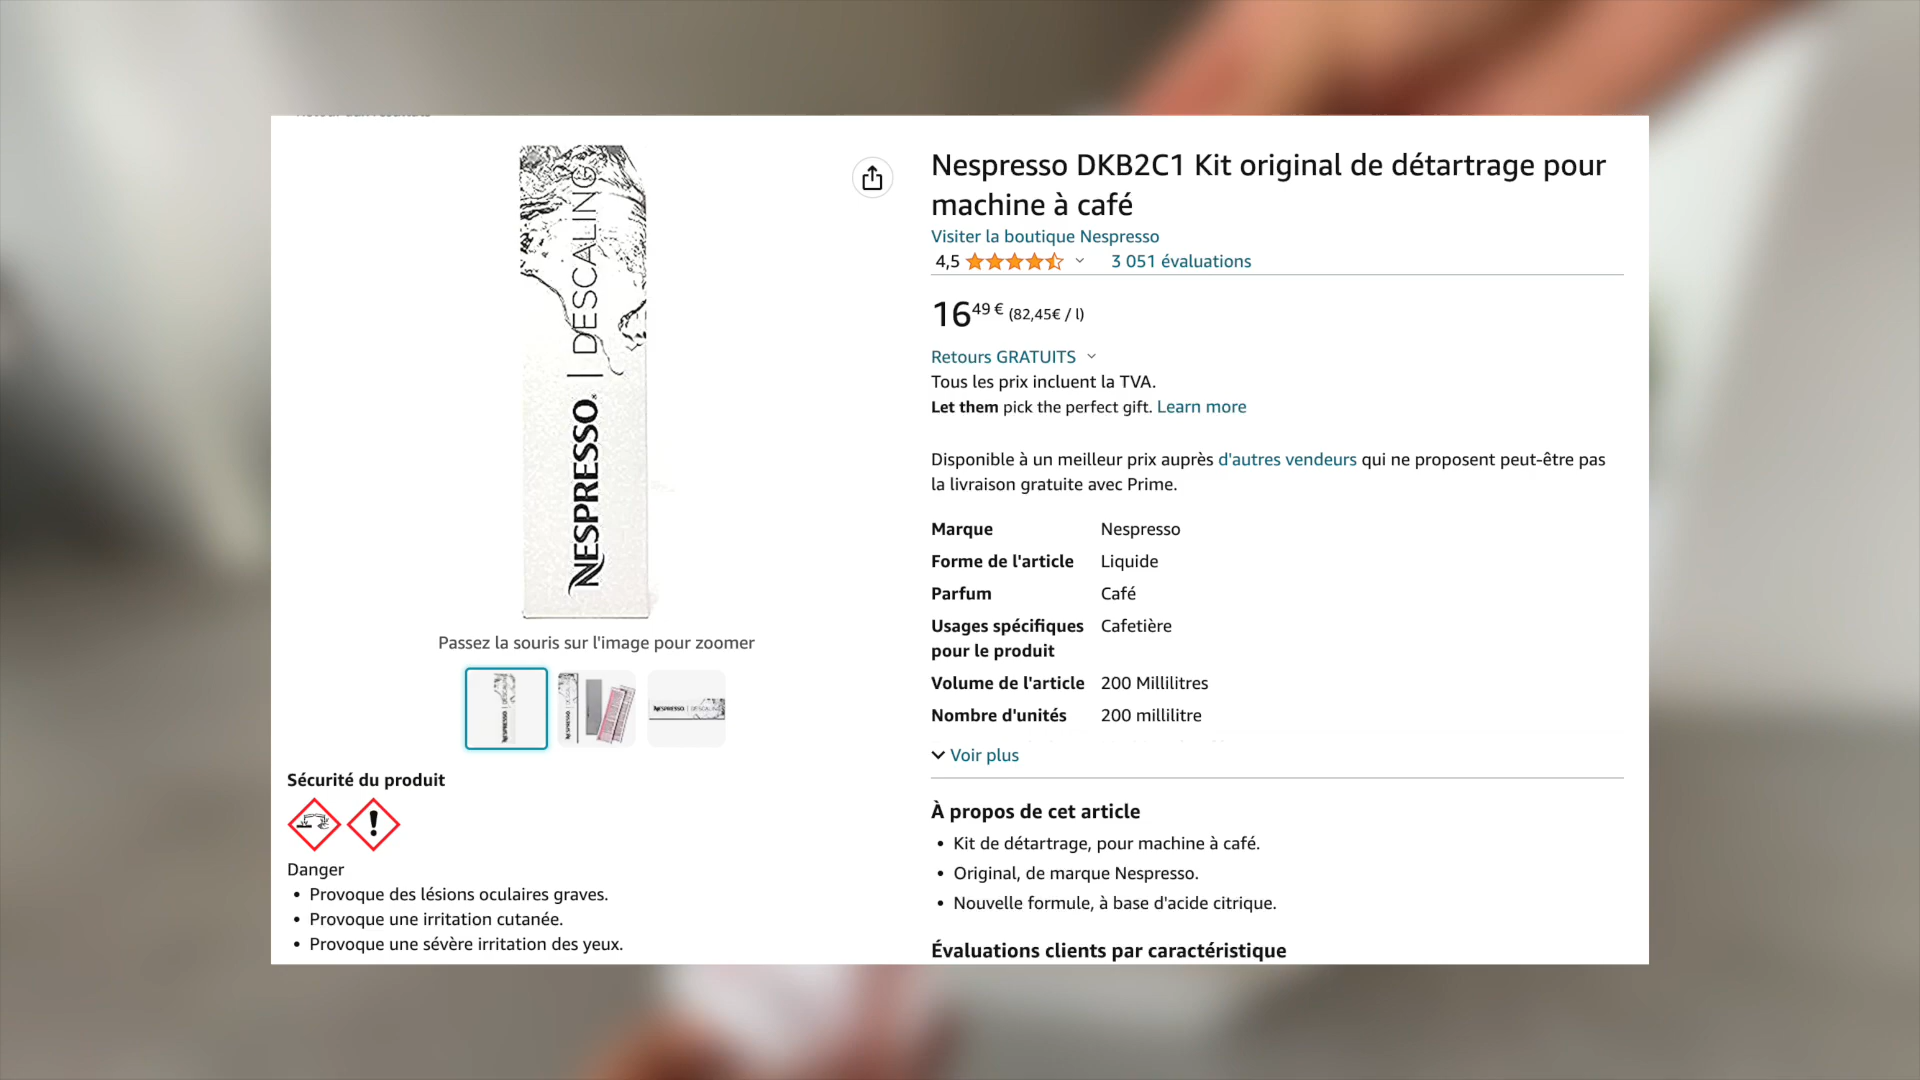 NESPRESSO | DESCALING
Passez la souris sur l'image pour zoomer
Sécurité du produit
Danger
• Provoque des lésions oculaires graves.
• Provoque une irritation cutanée.
• Provoque une sévère irritation des yeux.
Nespresso DKB2C1 Kit original de détartrage pour
machine à café
Visiter la boutique Nespresso
4,5 3 051 évaluations
16 49 € (82,45€ / l)
Retours GRATUITS
Tous les prix incluent la TVA.
Let them pick the perfect gift. Learn more
Disponible à un meilleur prix auprès d'autres vendeurs qui ne proposent peut-être pas
la livraison gratuite avec Prime.
Marque Nespresso
Forme de l'article Liquide
Parfum Café
Usages spécifiques Cafetière
pour le produit
Volume de l'article 200 Millilitres
Nombre d'unités 200 millilitre
Voir plus
À propos de cet article
• Kit de détartrage, pour machine à café.
• Original, de marque Nespresso.
• Nouvelle formule, à base d'acide citrique.
Évaluations clients par caractéristique